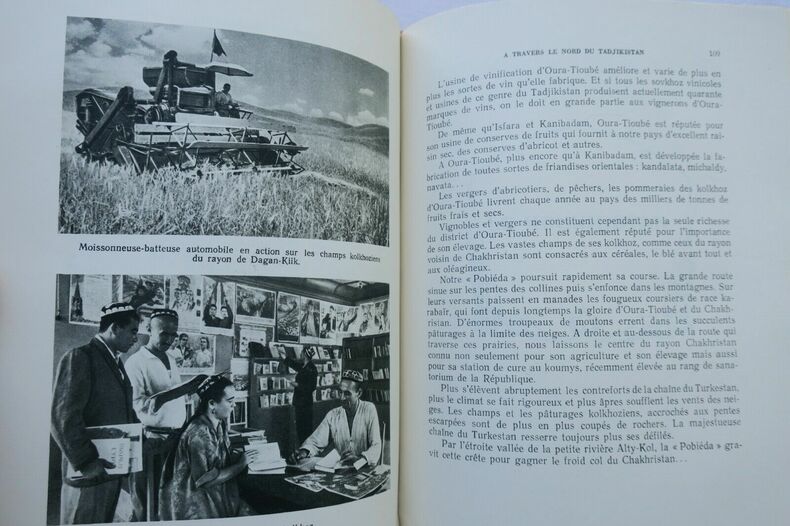 Moissonneuse-batteuse automobile en action sur les champs kolkhoziens
du rayon de Dagan-Kiik.
A TRAVERS LE NORD DU TADJIKISTAN 109
L'usine de vinification d'Oura-Tioubé améliore et varie de plus en
plus les sortes de vin qu'elle fabrique. Et si tous les sovkhoz vinicoles
et usines de ce genre du Tadjikistan produisent actuellement quarante
marques de vins, on le doit en grande partie aux vignerons d'Oura-
Tioubé.
De même qu'Isfara et Kanibadam, Oura-Tioubé est réputée pour
son usine de conserves de fruits qui fournit à notre pays d'excellent rai-
sin sec, des conserves d'abricot et autres.
A Oura-Tioubé, plus encore qu'à Kanibadam, est développée la fa-
brication de toutes sortes de friandises orientales : kandalata, michaldy,
navata...
Les vergers d'abricotiers, de pêchers, les pommeraies des kolkhoz
d'Oura-Tioubé livrent chaque année au pays des milliers de tonnes de
fruits frais et secs.
Vignobles et vergers ne constituent cependant pas la seule richesse
du district d'Oura-Tioubé. Il est également réputé pour l'importance
de son élevage. Les vastes champs de ses kolkhoz, comme ceux du rayon
voisin de Chakhristan sont consacrés aux céréales, le blé avant tout et
aux oléagineux.
Notre « Pobiéda » poursuit rapidement sa course. La grande route
sinue sur les pentes des collines puis s'enfonce dans les montagnes. Sur
leurs versants paissent en manades les fougueux coursiers de race ka-
rabaïr, qui font depuis longtemps la gloire d'Oura-Tioubé et du Chakh-
ristan. D'énormes troupeaux de moutons errent dans les succulents
pâturages à la limite des neiges. A droite et au-dessous de la route qui
traverse ces prairies, nous laissons le centre du rayon Chakhristan
connu non seulement pour son agriculture et son élevage mais aussi
pour sa station de cure au koumys, récemment élevée au rang de sana-
torium de la République.
Plus s'élèvent abruptement les contreforts de la chaîne du Turkestan,
plus le climat se fait rigoureux et plus âpres soufflent les vents des nei-
ges. Les champs et les pâturages kolkhoziens, accrochés aux pentes
escarpées sont de plus en plus coupés de rochers. La majestueuse
chaîne du Turkestan resserre toujours plus ses défilés.
Par l'étroite vallée de la petite rivière Alty-Kol, la « Pobiéda » gra-
vit cette crête pour gagner le froid col du Chakhristan...